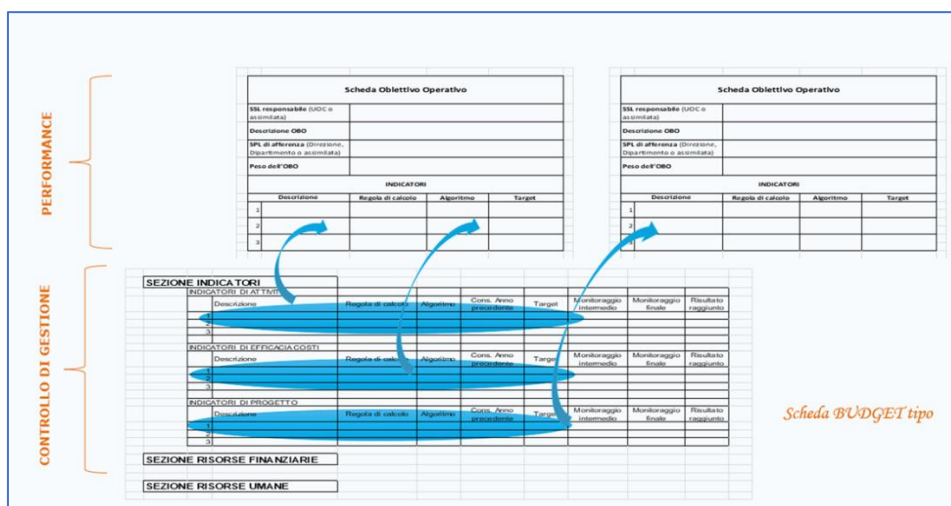 PERFORMANCE
Scheda Obiettivo Operativo
SSL responsabile (UOC o
assimilata)
Descrizione OBO
SPL di afferenza (Direzione,
Dipartimento o assimilata)
Peso dell'OBO
INDICATORI
Descrizione Regola di calcolo Algoritmo Target
1
2
3
Scheda Obiettivo Operativo
SSL responsabile (UOC o
assimilata)
Descrizione OBO
SPL di afferenza (Direzione,
Dipartimento o assimilata)
Peso dell'OBO
INDICATORI
Descrizione Regola di calcolo Algoritmo Target
1
2
3
CONTROLLO DI GESTIONE
SEZIONE INDICATORI
INDICATORI DI ATTIVIT
Descrizione Regola di calcolo Algoritmo Cons. Anno precedente Target Monitoraggio intermedio Monitoraggio finale Risultato raggiunto
1
2
3
INDICATORI DI EFFICACIA COSTI
Descrizione Regola di calcolo Algoritmo Cons. Anno precedente Target Monitoraggio intermedio Monitoraggio finale Risultato raggiunto
1
2
3
INDICATORI DI PROGETTO
Descrizione Regola di calcolo Algoritmo Cons. Anno precedente Target Monitoraggio intermedio Monitoraggio finale Risultato raggiunto
1
2
3
Scheda BUDGET tipo
SEZIONE RISORSE FINANZIARIE
SEZIONE RISORSE UMANE